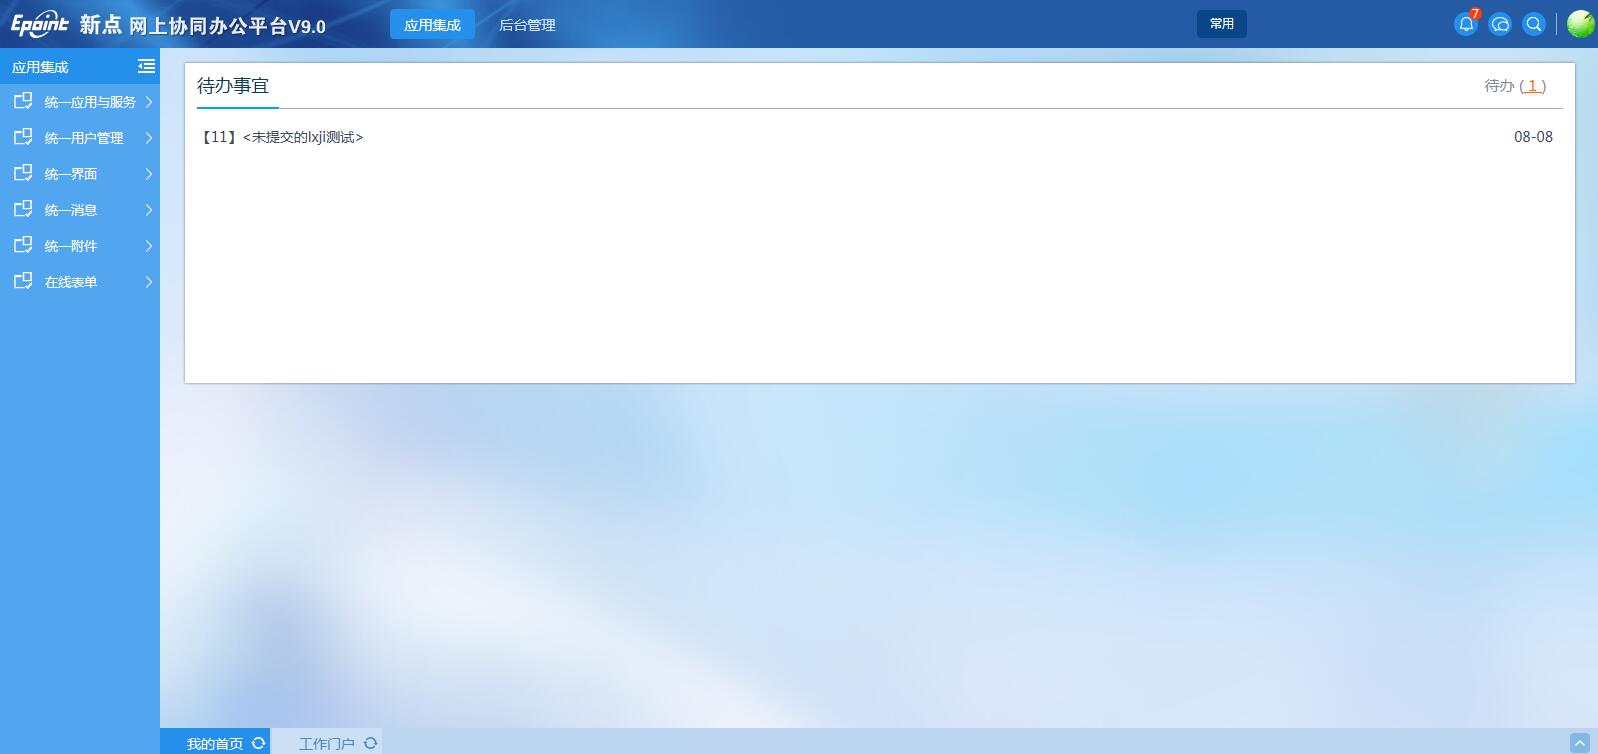 Epoint 新点 网上协同办公平台V9.0
应用集成
后台管理
常用
7
应用集成
统一应用与服务
统一用户管理
统一界面
统一消息
统一附件
在线表单
待办事宜
待办 ( 1 )
【11】<未提交的lxji测试>
08-08
我的首页
工作门户